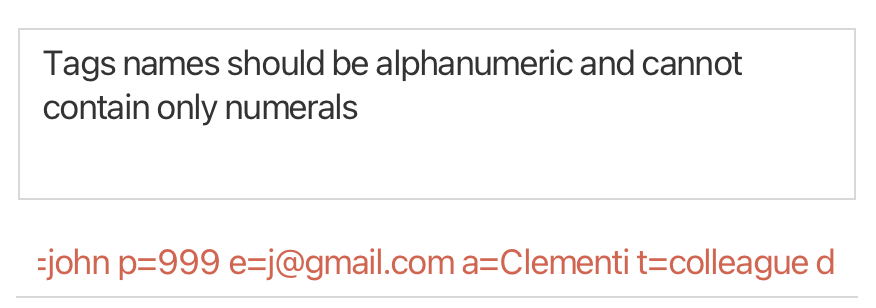 Tags names should be alphanumeric and cannot
contain only numerals
=john p=999 e=j@gmail.com a=Clementi t=colleague d